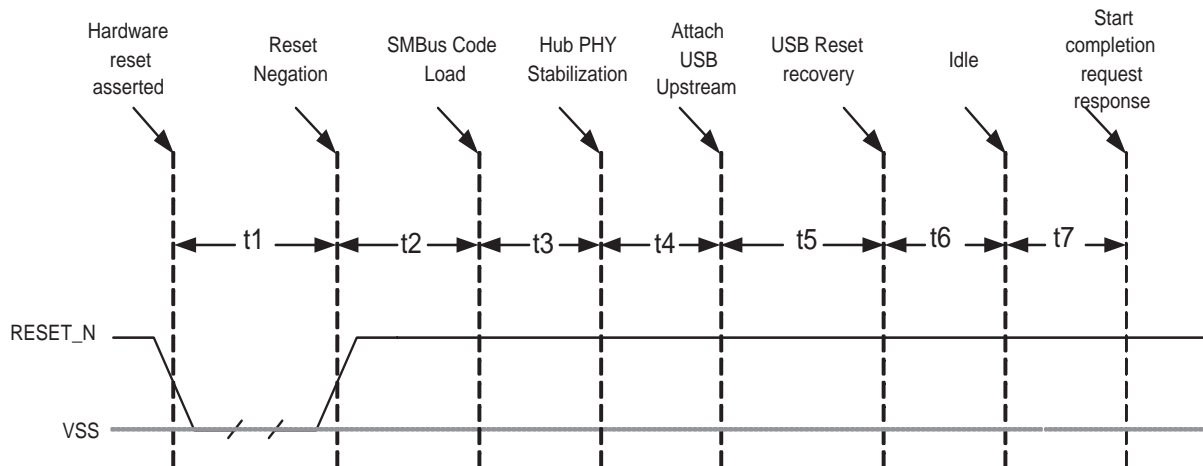 Hardware
reset
asserted
Reset
Negation
SMBus Code
Load
Hub PHY
Stabilization
Attach
USB
Upstream
USB Reset
recovery
Idle
Start
completion
request
response
t1
t2
t3
t4
t5
t6
t7
RESET_N
VSS